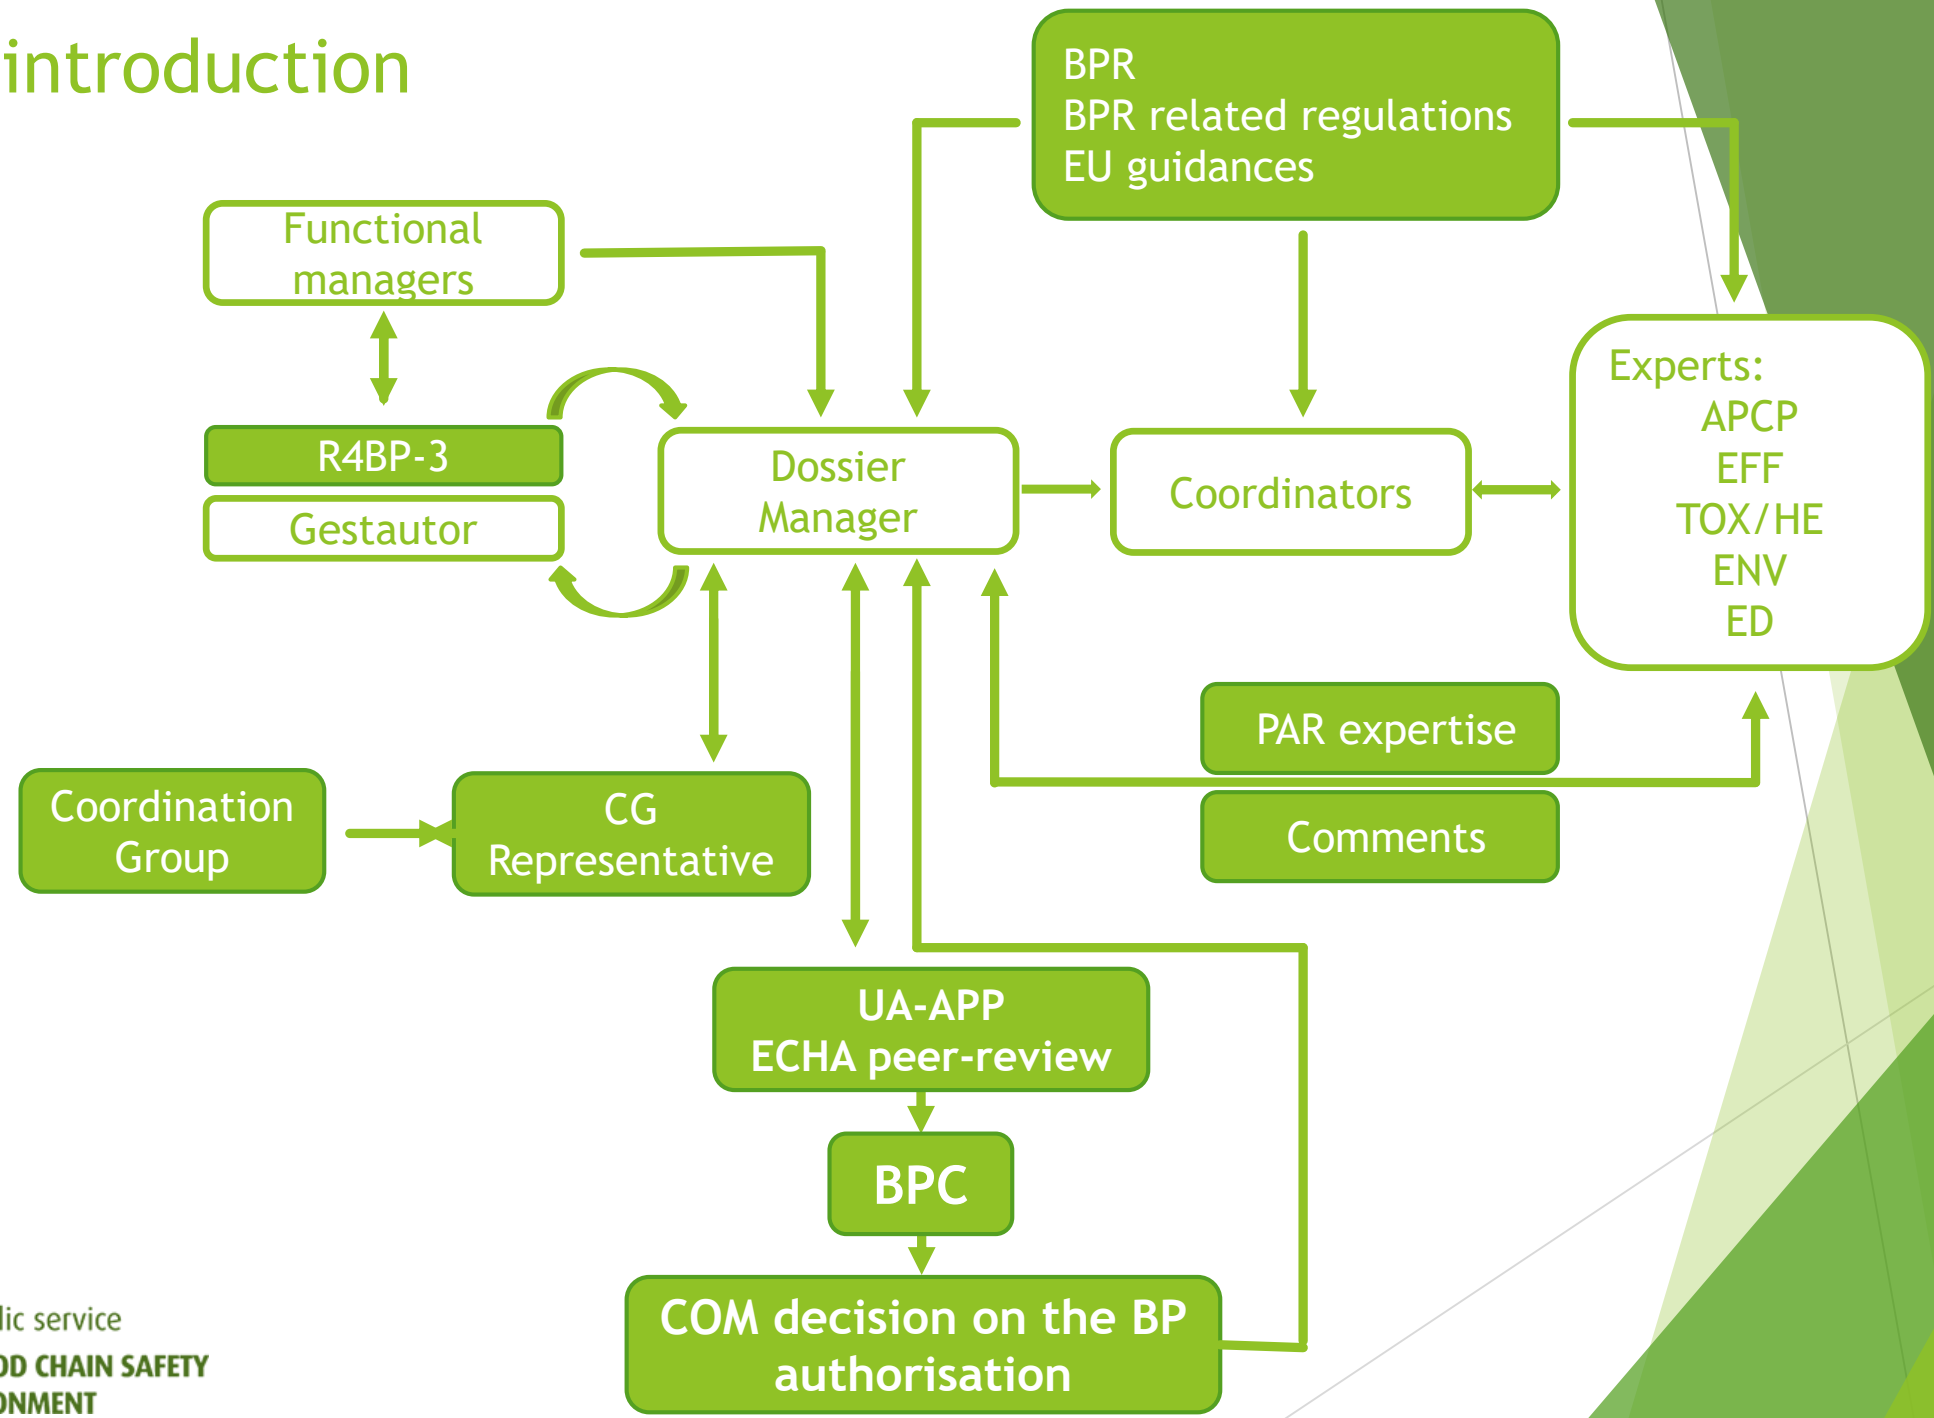 introduction
BPR
BPR related regulations
EU guidances
Functional
managers
Experts:
APCP
EFF
TOX/HE
ENV
ED
R4BP-3
Gestautor
Dossier
Manager
Coordinators
PAR expertise
Comments
Coordination
Group
CG
Representative
UA-APP
ECHA peer-review
BPC
COM decision on the BP
authorisation
lic service
OD CHAIN SAFETY
ONMENT